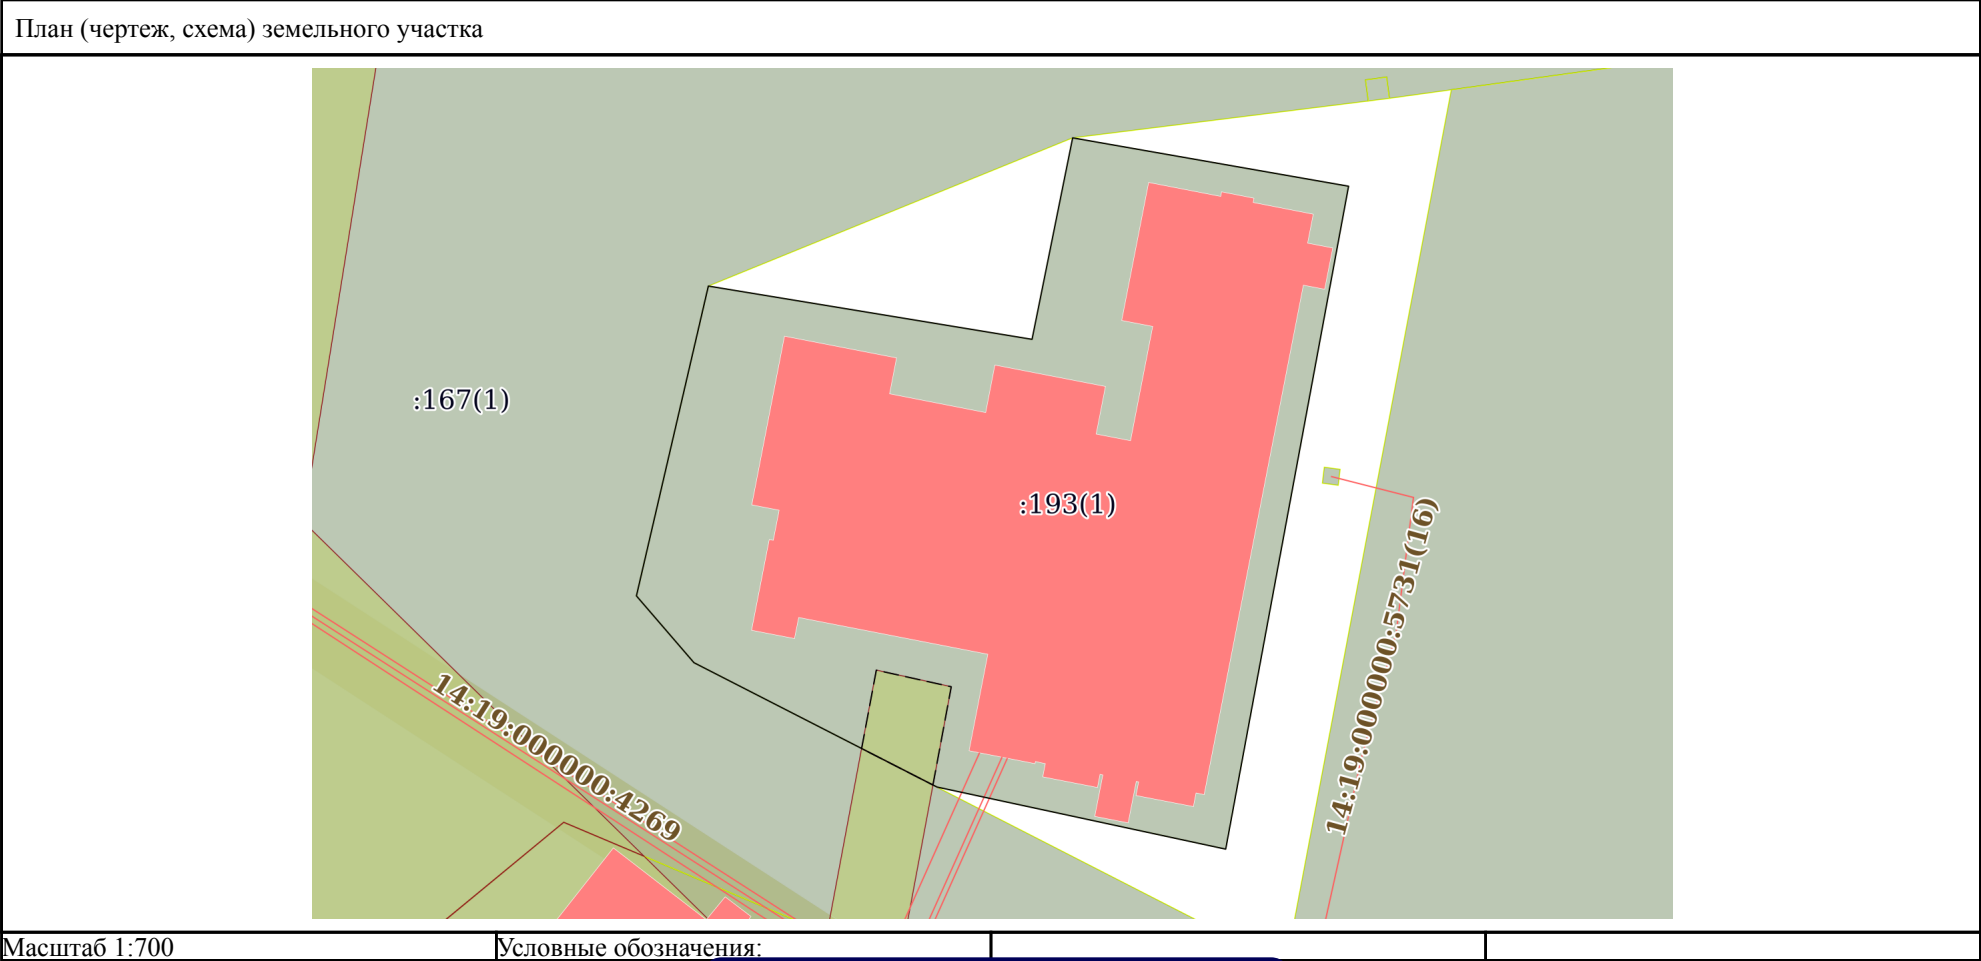 План (чертеж, схема) земельного участка
:167(1)
:193(1)
14:19:000000:5731(16)
14:19:000000:4269
Масштаб 1:700
Условные обозначения: